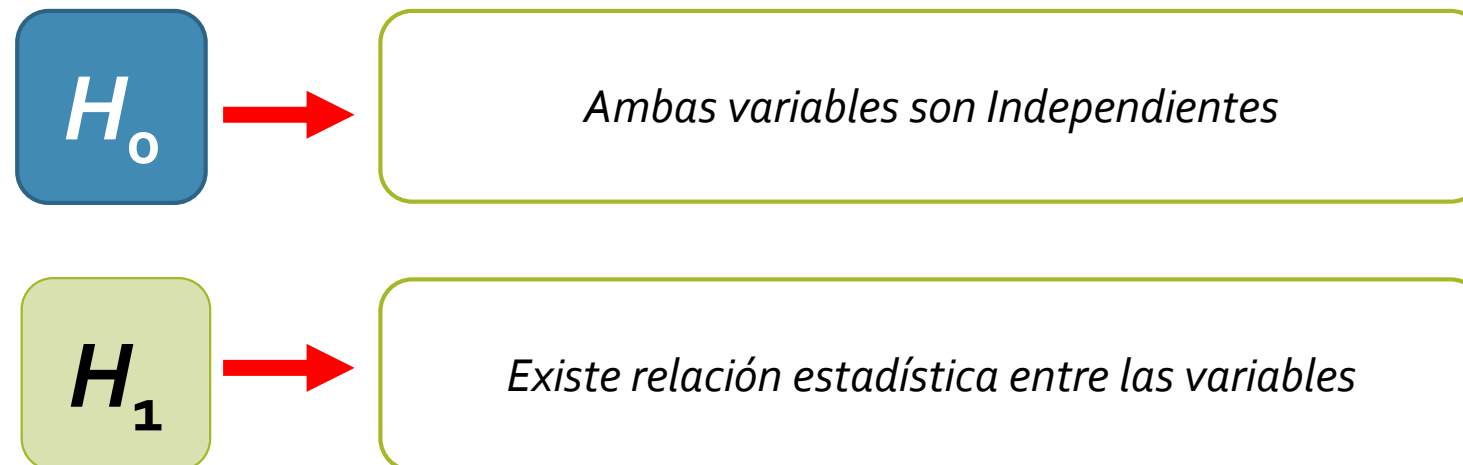 H₀
Ambas variables son Independientes
H₁
Existe relación estadística entre las variables